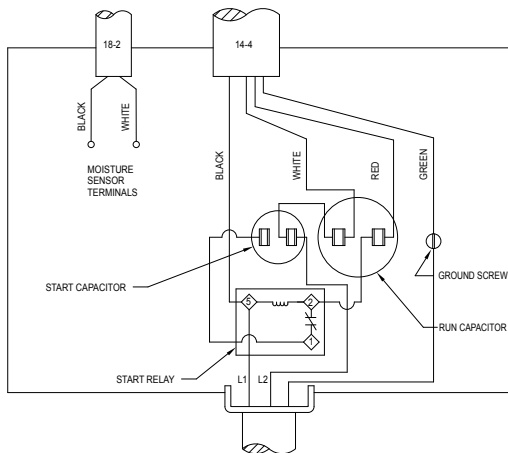 18-2
14-4
BLACK
WHITE
MOISTURE
SENSOR
TERMINALS
BLACK
WHITE
RED
GREEN
START CAPACITOR
GROUND SCREW
RUN CAPACITOR
5
2
1
START RELAY
L1
L2